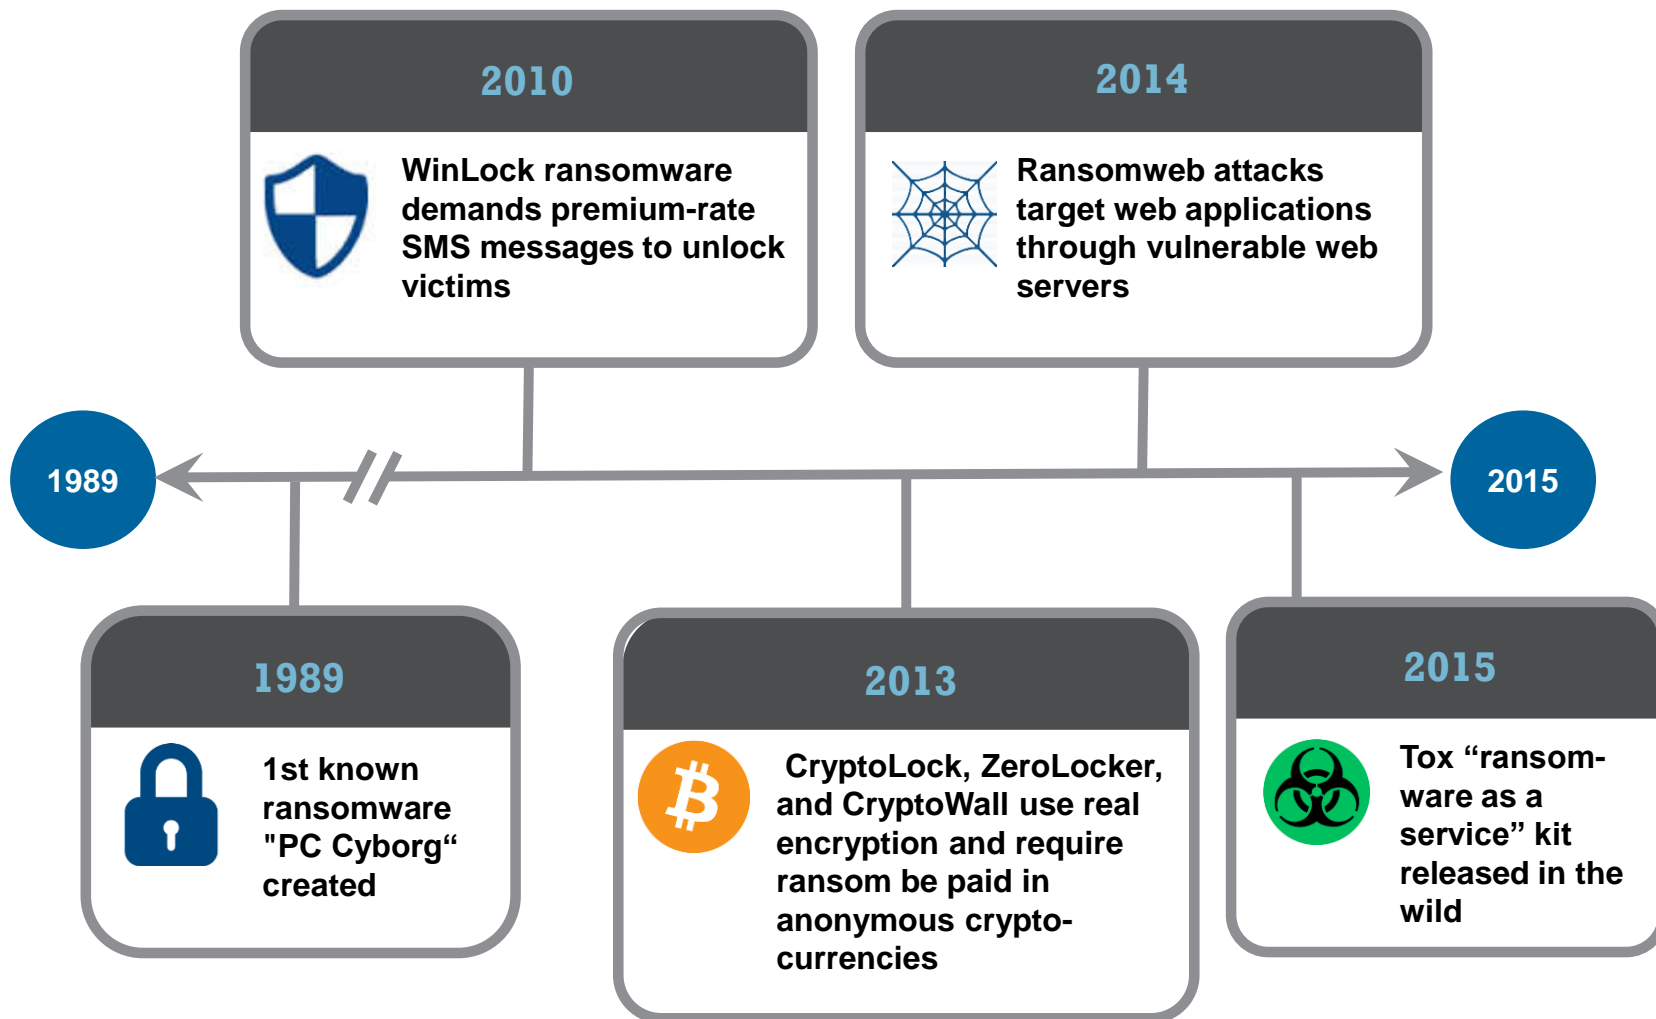 2010
WinLock ransomware
demands premium-rate
SMS messages to unlock
victims
2014
Ransomweb attacks
target web applications
through vulnerable web
servers
1989
2015
1989
1st known
ransomware
"PC Cyborg“
created
2013
CryptoLock, ZeroLocker,
and CryptoWall use real
encryption and require
ransom be paid in
anonymous crypto-
currencies
2015
Tox “ransom-
ware as a
service” kit
released in the
wild